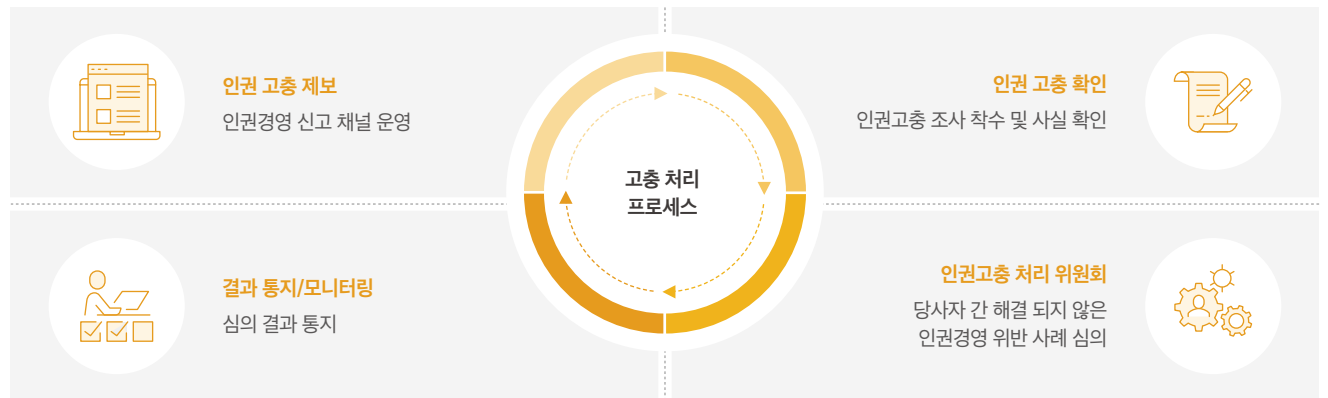 인권 고충 제보
인권경영 신고 채널 운영
인권 고충 확인
인권고충 조사 착수 및 사실 확인
고충 처리
프로세스
결과 통지/모니터링
심의 결과 통지
인권고충 처리 위원회
당사자 간 해결 되지 않은
인권경영 위반 사례 심의